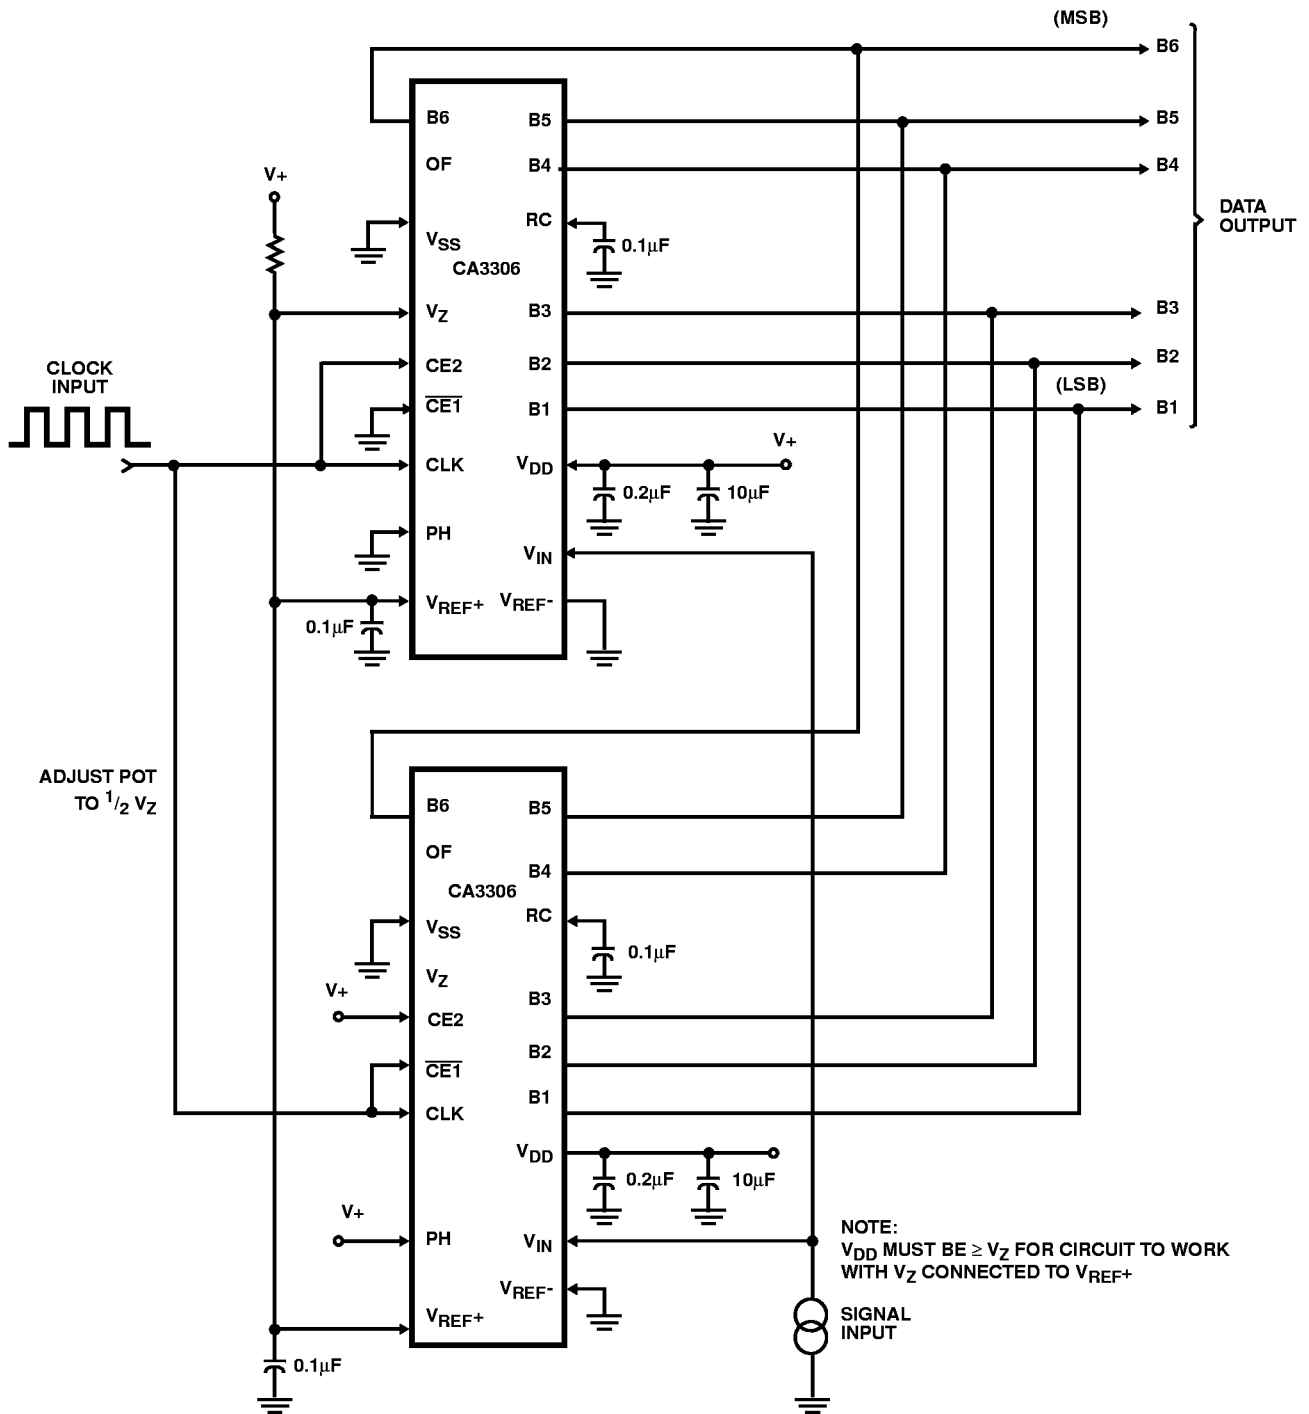 (MSB)
B6
B6
B5
B5
B5
OF
B4
B4
V+
DATA
OUTPUT
RC
0.1μF
VSS
CA3306
VZ
B3
B3
CLOCK
INPUT
CE2
B2
B2
(LSB)
CE1
B1
B1
V+
CLK
VDD
0.2μF
10μF
PH
VIN
VREF+
VREF-
0.1μF
ADJUST POT
TO 1/2 VZ
B6
B5
OF
B4
CA3306
RC
VSS
0.1μF
VZ
V+
B3
CE2
B2
CE1
B1
CLK
VDD
0.2μF
10μF
V+
PH
VIN
NOTE:
VDD MUST BE ≥ VZ FOR CIRCUIT TO WORK
WITH VZ CONNECTED TO VREF+
VREF-
VREF+
SIGNAL
INPUT
0.1μF